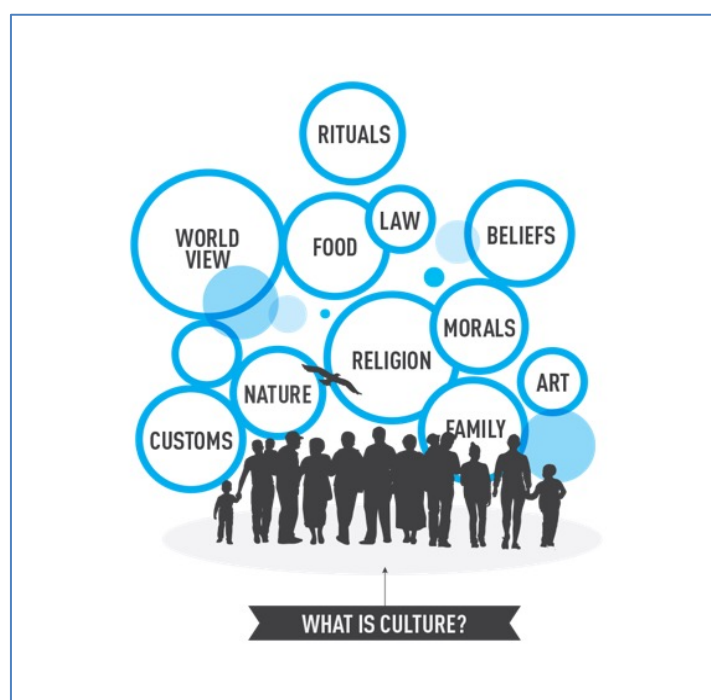 RITUALS
WORLD
VIEW
FOOD
LAW
BELIEFS
MORALS
RELIGION
NATURE
ART
CUSTOMS
FAMILY
WHAT IS CULTURE?